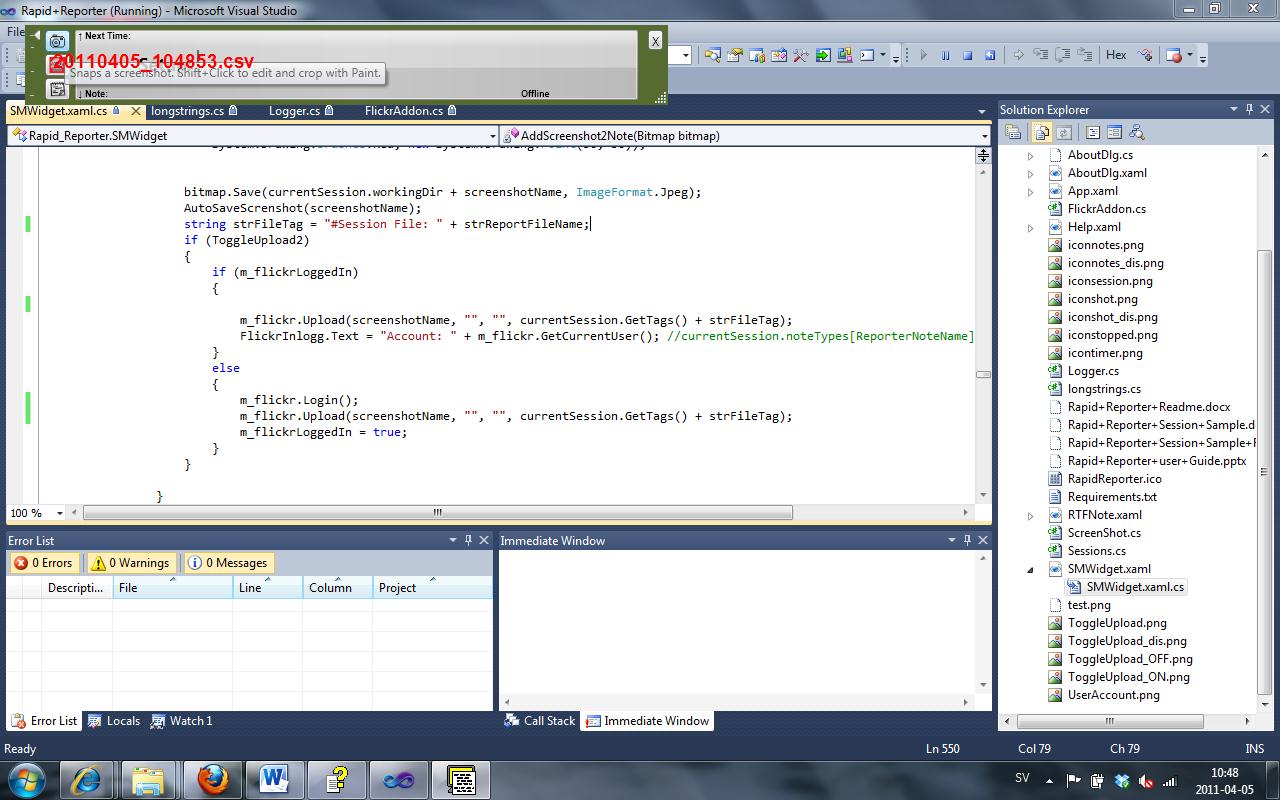 Rapid+Reporter (Running) - Microsoft Visual Studio
File
↑ Next Time:
20110405_104853.csv
Snaps a screenshot. Shift+Click to edit and crop with Paint.
↓ Note:
Offline
X
Hex
SMWidget.xaml.cs
longstrings.cs
Logger.cs
FlickrAddon.cs
Rapid_Reporter.SMWidget
AddScreenshot2Note(Bitmap bitmap)
bitmap.Save(currentSession.workingDir + screenshotName, ImageFormat.Jpeg);
AutoSaveScrenshot(screenshotName);
string strFileTag = "#Session File: " + strReportFileName;
if (ToggleUpload2)
{
if (m_flickrLoggedIn)
{
m_flickr.Upload(screenshotName, "", "", currentSession.GetTags() + strFileTag);
FlickrInlogg.Text = "Account: " + m_flickr.GetCurrentUser(); //currentSession.noteTypes[ReporterNoteName]
}
else
{
m_flickr.Login();
m_flickr.Upload(screenshotName, "", "", currentSession.GetTags() + strFileTag);
m_flickrLoggedIn = true;
}
}
}
100 %
Solution Explorer
AboutDlg.cs
AboutDlg.xaml
App.xaml
FlickrAddon.cs
Help.xaml
iconnotes.png
iconnotes_dis.png
iconsession.png
iconshot.png
iconshot_dis.png
iconstopped.png
icontimer.png
Logger.cs
longstrings.cs
Rapid+Reporter+Readme.docx
Rapid+Reporter+Session+Sample.d
Rapid+Reporter+Session+Sample+F
Rapid+Reporter+user+Guide.pptx
RapidReporter.ico
Requirements.txt
RTFNote.xaml
ScreenShot.cs
Sessions.cs
SMWidget.xaml
SMWidget.xaml.cs
test.png
ToggleUpload.png
ToggleUpload_dis.png
ToggleUpload_OFF.png
ToggleUpload_ON.png
UserAccount.png
Error List
0 Errors
0 Warnings
0 Messages
Descripti...
File
Line
Column
Project
Error List
Locals
Watch 1
Immediate Window
Call Stack
Immediate Window
Ready
Ln 550
Col 79
Ch 79
INS
SV
10:48
2011-04-05